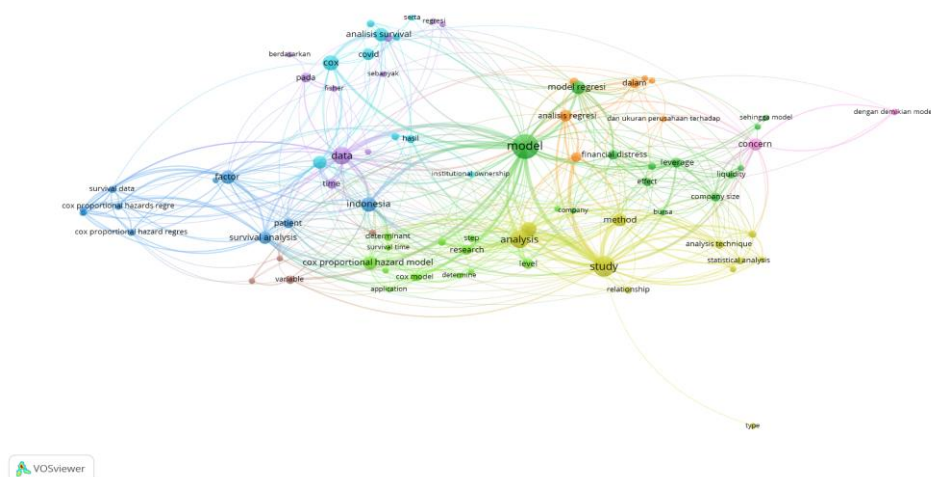 serta
regresi
analisis survival
berdasarkan
covid
cox
sebanyak
pada
fisher
model regresi
dalam
analisis regresi
dan ukuran perusahaan terhadap
sehingga model
dengan demikian model
hasil
model
concern
data
financial distress
leverage
institutional ownership
liquidity
factor
time
effect
survival data
company size
cox proportional hazards regre
indonesia
company
bursa
patient
method
cox proportional hazard regres
survival analysis
determinant
step
analysis
survival time
research
analysis technique
cox proportional hazard model
level
study
statistical analysis
variable
cox model
determine
application
relationship
type
VOSviewer